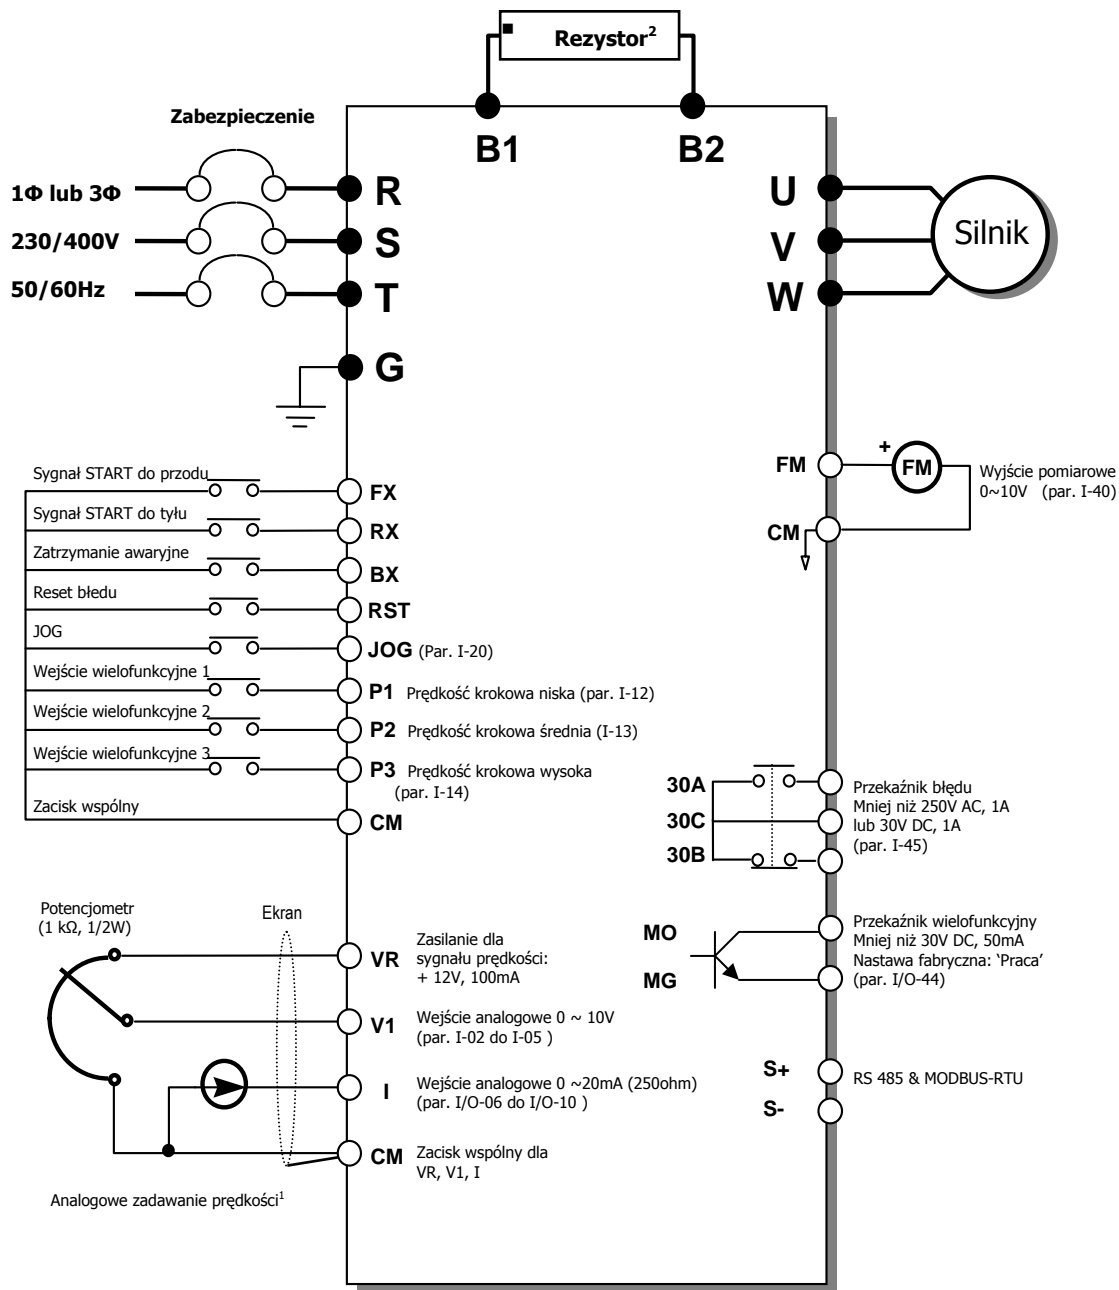 Rezystor2
Zabezpieczenie
B1
B2
1Φ lub 3Φ
230/400V
50/60Hz
R
S
T
G
U
V
W
Silnik
Sygnał START do przodu
FX
Sygnał START do tyłu
RX
Zatrzymanie awaryjne
BX
Reset błedu
RST
JOG
JOG (Par. I-20)
Wejście wielofunkcyjne 1
P1 Prędkość krokowa niska (par. I-12)
Wejście wielofunkcyjne 2
P2 Prędkość krokowa średnia (I-13)
Wejście wielofunkcyjne 3
P3 Prędkość krokowa wysoka
(par. I-14)
Zacisk wspólny
CM
FM
+
FM
CM
Wyjście pomiarowe
0~10V (par. I-40)
30A
30C
30B
Przekaźnik błędu
Mniej niż 250V AC, 1A
lub 30V DC, 1A
(par. I-45)
Potencjometr
(1 kΩ, 1/2W)
Ekran
VR
Zasilanie dla
sygnału prędkości:
+ 12V, 100mA
V1
Wejście analogowe 0 ~ 10V
(par. I-02 do I-05 )
I
Wejście analogowe 0 ~20mA (250ohm)
(par. I/O-06 do I/O-10 )
CM
Zacisk wspólny dla
VR, V1, I
Analogowe zadawanie prędkości1
MO
MG
Przekaźnik wielofunkcyjny
Mniej niż 30V DC, 50mA
Nastawa fabryczna: ‘Praca’
(par. I/O-44)
S+
S-
RS 485 & MODBUS-RTU